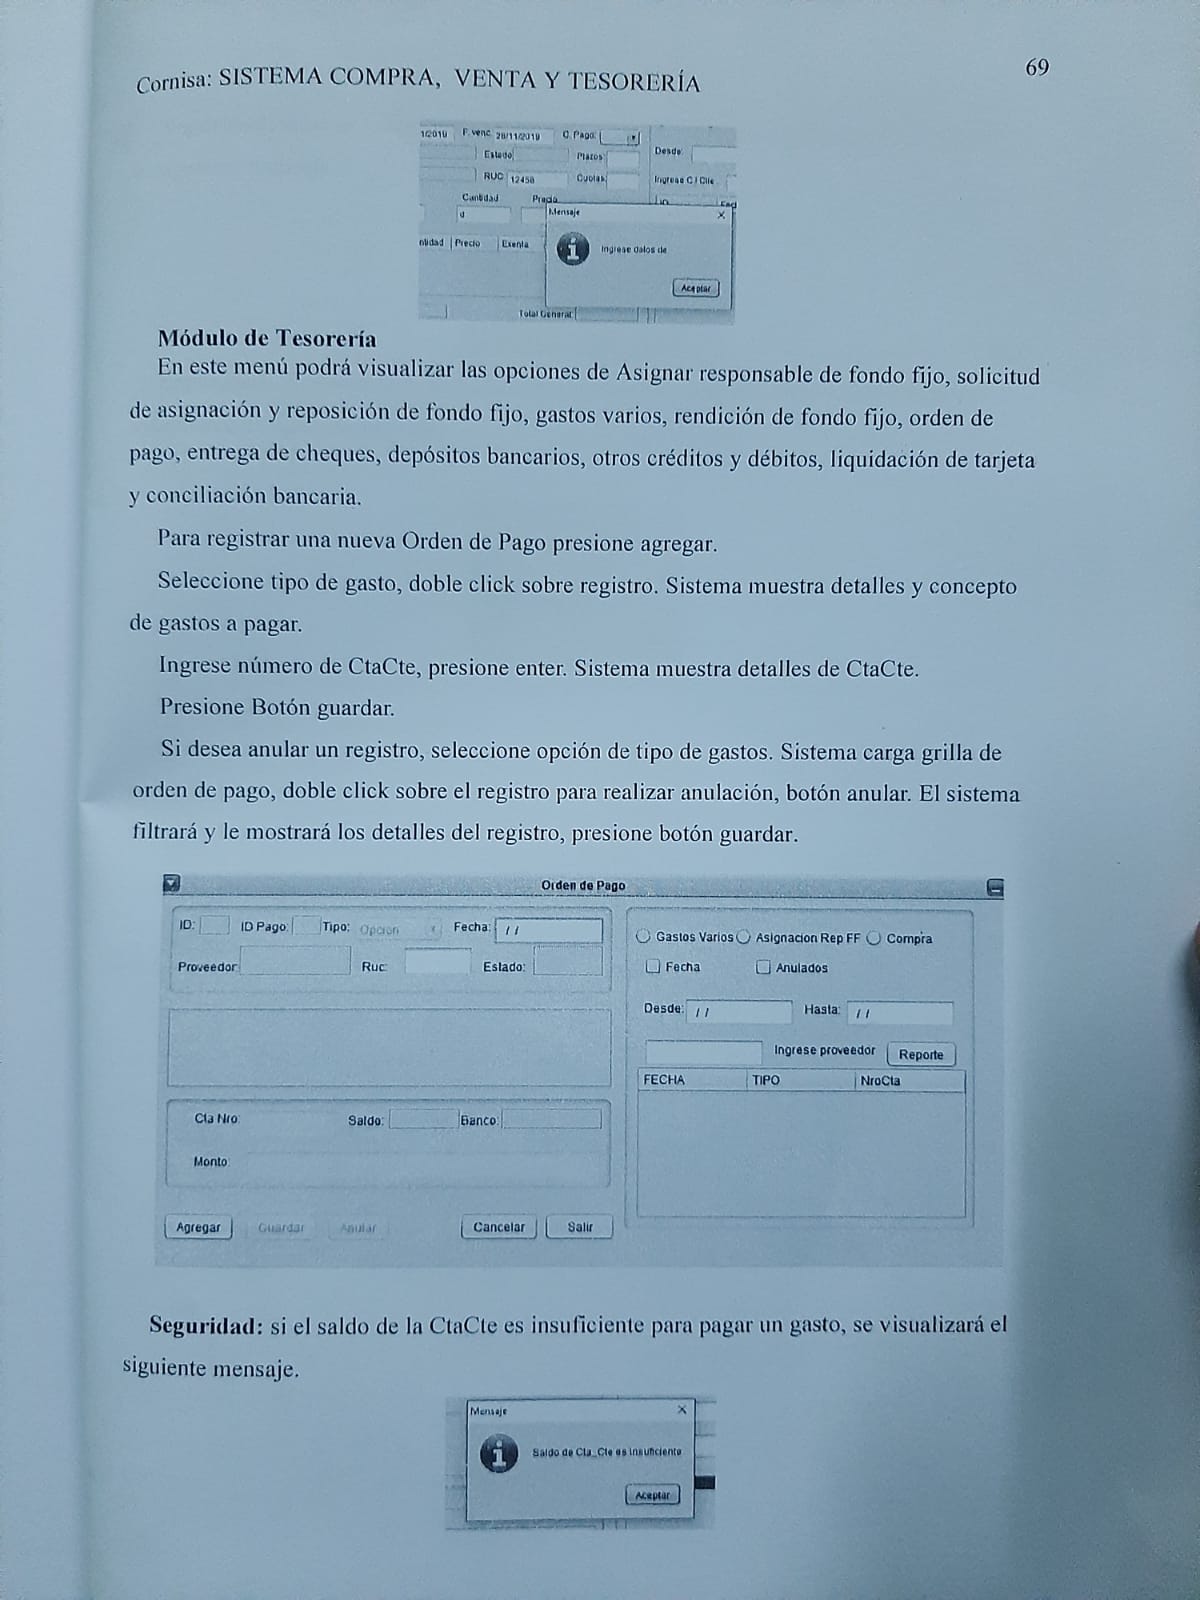 Cornisa: SISTEMA COMPRA, VENTA Y TESORERÍA
69
1/2019 F.venc 28/11/2019 C. Pago:
Estado Plazos: Desde:
RUC 12458 Cuotas Ingrese C I Clie
Cantidad Precio
d
Mensaje
ntidad Precio Exenta
Ingrese datos de
Aceptar
Total General:
Módulo de Tesorería
En este menú podrá visualizar las opciones de Asignar responsable de fondo fijo, solicitud
de asignación y reposición de fondo fijo, gastos varios, rendición de fondo fijo, orden de
pago, entrega de cheques, depósitos bancarios, otros créditos y débitos, liquidación de tarjeta
y conciliación bancaria.
Para registrar una nueva Orden de Pago presione agregar.
Seleccione tipo de gasto, doble click sobre registro. Sistema muestra detalles y concepto
de gastos a pagar.
Ingrese número de CtaCte, presione enter. Sistema muestra detalles de CtaCte.
Presione Botón guardar.
Si desea anular un registro, seleccione opción de tipo de gastos. Sistema carga grilla de
orden de pago, doble click sobre el registro para realizar anulación, botón anular. El sistema
filtrará y le mostrará los detalles del registro, presione botón guardar.
Orden de Pago
ID: ID Pago: Tipo: Opcion Fecha: / /
Proveedor: Ruc: Estado:
Gastos Varios Asignacion Rep FF Compra
Fecha Anulados
Desde: / / Hasta: / /
Ingrese proveedor Reporte
FECHA TIPO NroCta
Cta Nro: Saldo: Banco:
Monto:
Agregar Guardar Anular Cancelar Salir
Seguridad: si el saldo de la CtaCte es insuficiente para pagar un gasto, se visualizará el
siguiente mensaje.
Mensaje
Saldo de Cta_Cte es insuficiente
Aceptar